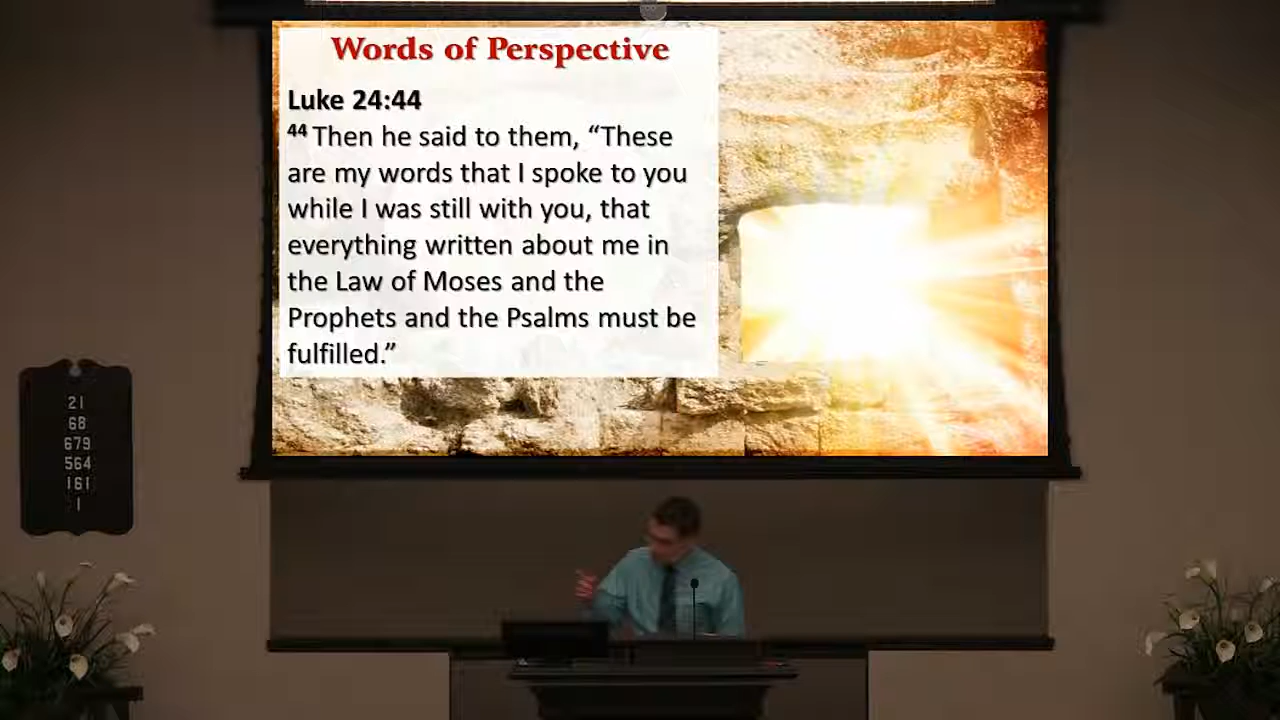 Words of Perspective
Luke 24:44
44 Then he said to them, “These
are my words that I spoke to you
while I was still with you, that
everything written about me in
the Law of Moses and the
Prophets and the Psalms must be
fulfilled.”
21
68
679
564
161
1